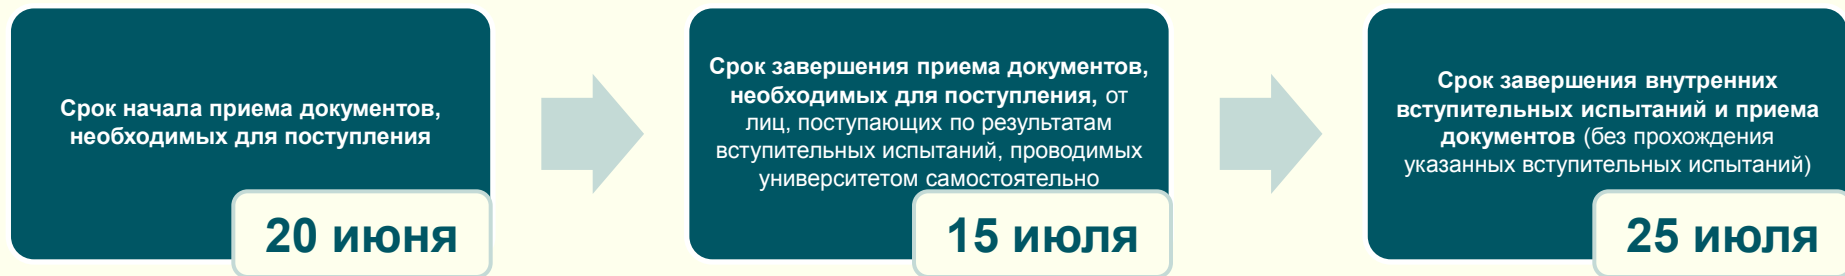 Срок начала приема документов,
необходимых для поступления
20 июня
Срок завершения приема документов,
необходимых для поступления, от
лиц, поступающих по результатам
вступительных испытаний, проводимых
университетом самостоятельно
15 июля
Срок завершения внутренних
вступительных испытаний и приема
документов (без прохождения
указанных вступительных испытаний)
25 июля